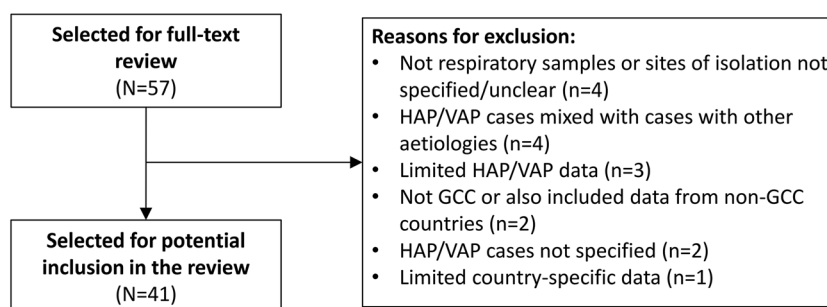 Selected for full-text
review
(N=57)
Reasons for exclusion:
• Not respiratory samples or sites of isolation not
specified/unclear (n=4)
• HAP/VAP cases mixed with cases with other
aetiologies (n=4)
• Limited HAP/VAP data (n=3)
• Not GCC or also included data from non-GCC
countries (n=2)
• HAP/VAP cases not specified (n=2)
• Limited country-specific data (n=1)
Selected for potential
inclusion in the review
(N=41)